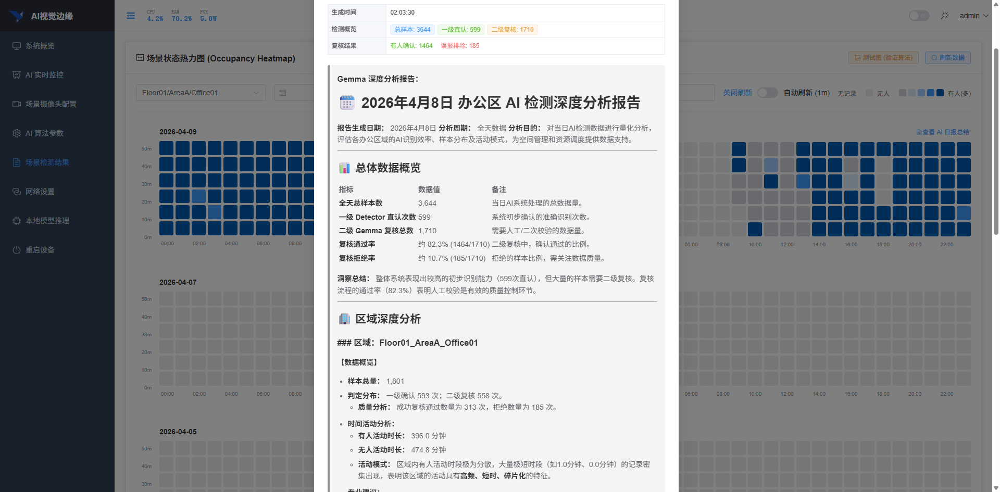 AI视觉边缘
CPU
4.2%
RAM
70.2%
PWR
5.0W
admin
系统概览
AI 实时监控
场景摄像头配置
AI 算法参数
场景检测结果
网络设置
本地模型推理
重启设备
场景状态热力图 (Occupancy Heatmap)
测试图 (验证算法)
刷新数据
Floor01/AreaA/Office01
关闭刷新
自动刷新 (1m)
无记录
无人
有人(多)
2026-04-09
查看 AI 日报总结
50m
40m
30m
20m
10m
0m
00:00 02:00 04:00 06:00 08:00
06:00 08:00 10:00 12:00 14:00 16:00 18:00 20:00 22:00
2026-04-07
50m
40m
30m
20m
10m
0m
00:00 02:00 04:00 06:00 08:00
06:00 08:00 10:00 12:00 14:00 16:00 18:00 20:00 22:00
2026-04-05
50m
40m
30m
生成时间 02:03:30
检测概览 总样本: 3644 一级直认: 599 二级复核: 1710
复核结果 有人确认: 1464 误报排除: 185
Gemma 深度分析报告：
2026年4月8日 办公区 AI 检测深度分析报告
报告生成日期： 2026年4月8日 分析周期： 全天数据 分析目的： 对当日AI检测数据进行量化分析，
评估各办公区域的AI识别效率、样本分布及活动模式，为空间管理和资源调度提供数据支持。
总体数据概览
指标 数据值 备注
全天总样本数 3,644 当日AI系统处理的总数据量。
一级 Detector 直认次数 599 系统初步确认的准确识别次数。
二级 Gemma 复核总数 1,710 需要人工/二次校验的数据量。
复核通过率 约 82.3% (1464/1710) 二级复核中，确认通过的比例。
复核拒绝率 约 10.7% (185/1710) 拒绝的样本比例，需关注数据质量。
洞察总结： 整体系统表现出较高的初步识别能力（599次直认），但大量的样本需要二级复核。复核
流程的通过率（82.3%）表明人工校验是有效的质量控制环节。
区域深度分析
### 区域：Floor01_AreaA_Office01
【数据概览】
• 样本总量： 1,801
• 判定分布： 一级确认 593 次；二级复核 558 次。
◦ 质量分析： 成功复核通过数量为 313 次，拒绝数量为 185 次。
• 时间活动分析：
◦ 有人活动时长： 396.0 分钟
◦ 无人活动时长： 474.8 分钟
◦ 活动模式： 区域内有人活动时段极为分散，大量极短时段（如1.0分钟、0.0分钟）的记录密
集出现，表明该区域的活动具有高频、短时、碎片化的特征。
专业建议：